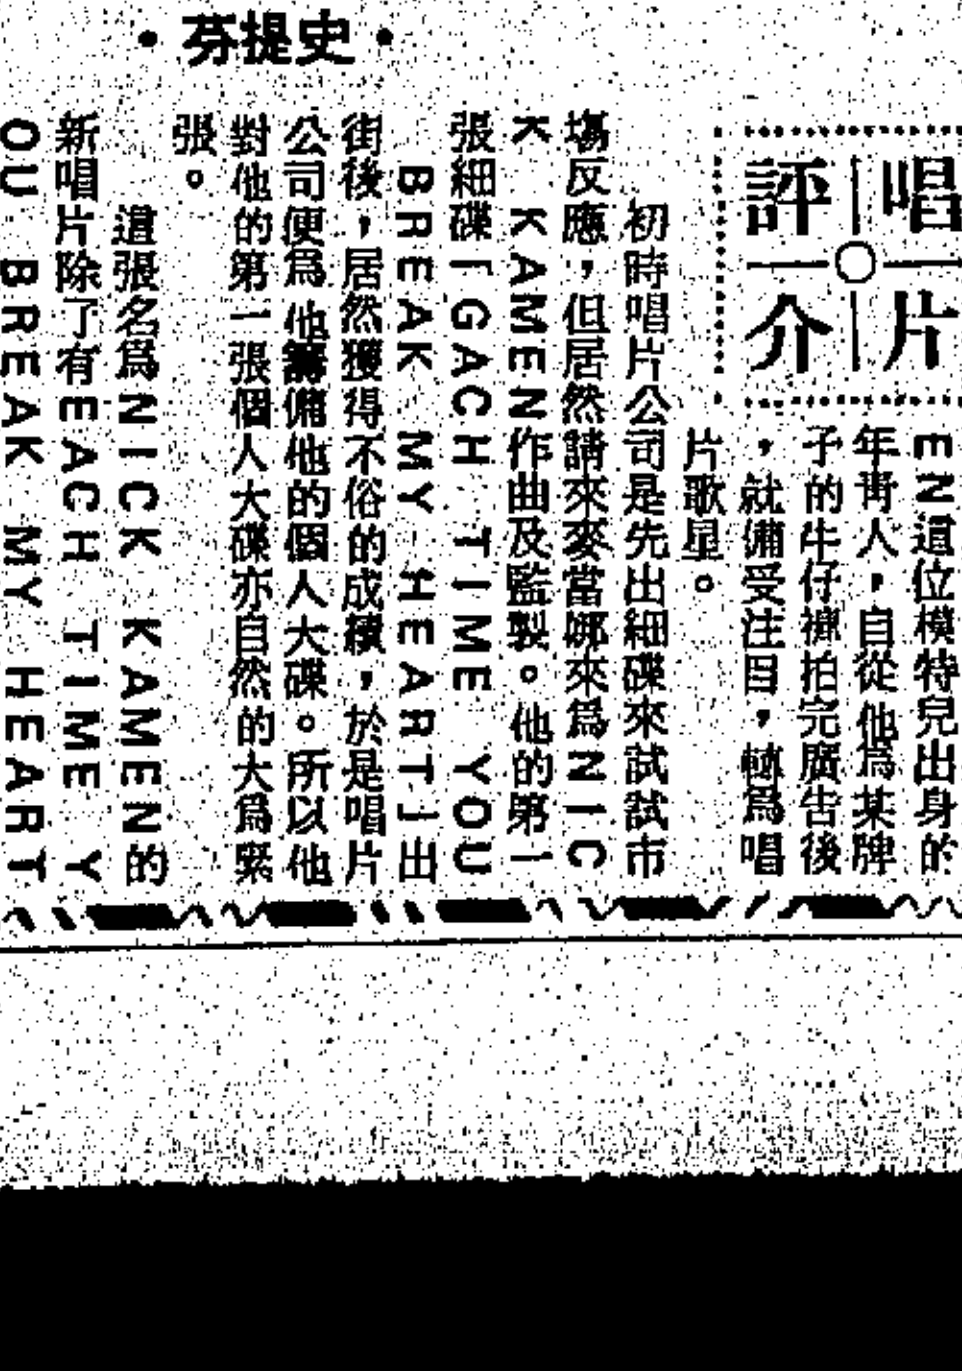 •芬提史•
唱片
評介
EN這位模特兒出身的
年靑人，自從他為某牌
子的牛仔褲拍完廣告後
，就備受注目，轉爲唱
片歌星。
初時唱片公司是先出細碟來試試市
塲反應，但居然請來麥當娜來爲NIC
K KAMEN作曲及監製。他的第一
張細碟「GACH TIME YOU
BREAK MY HEART」出
街後，居然獲得不俗的成績，於是唱片
公司便爲他籌備他的個人大碟。所以他
對他的第一張個人大碟亦自然的大爲緊
張。
這張名爲NICK KAMEN的
新唱片除了有EACH TIME Y
OU BREAK MY HEART